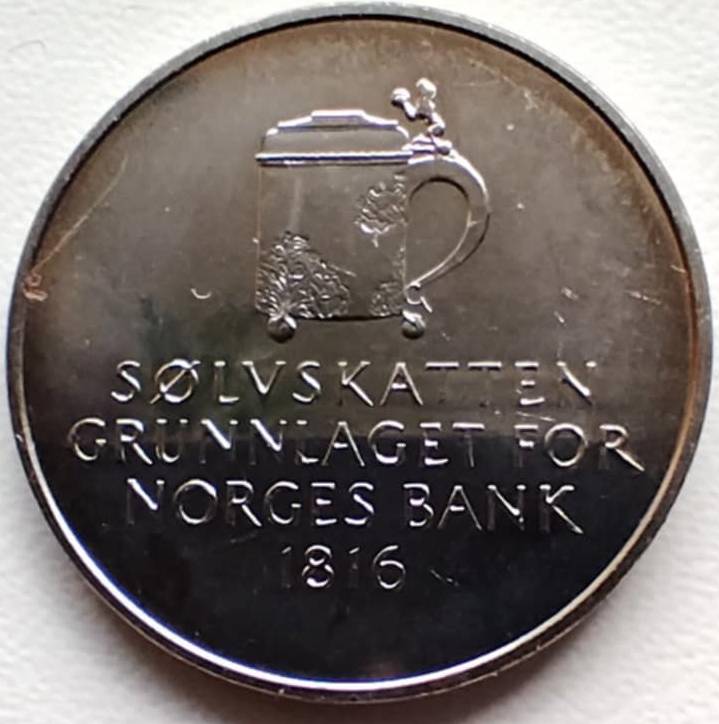 SØLVSKATTEN
GRUNNLAGET FOR
NORGES BANK
1816